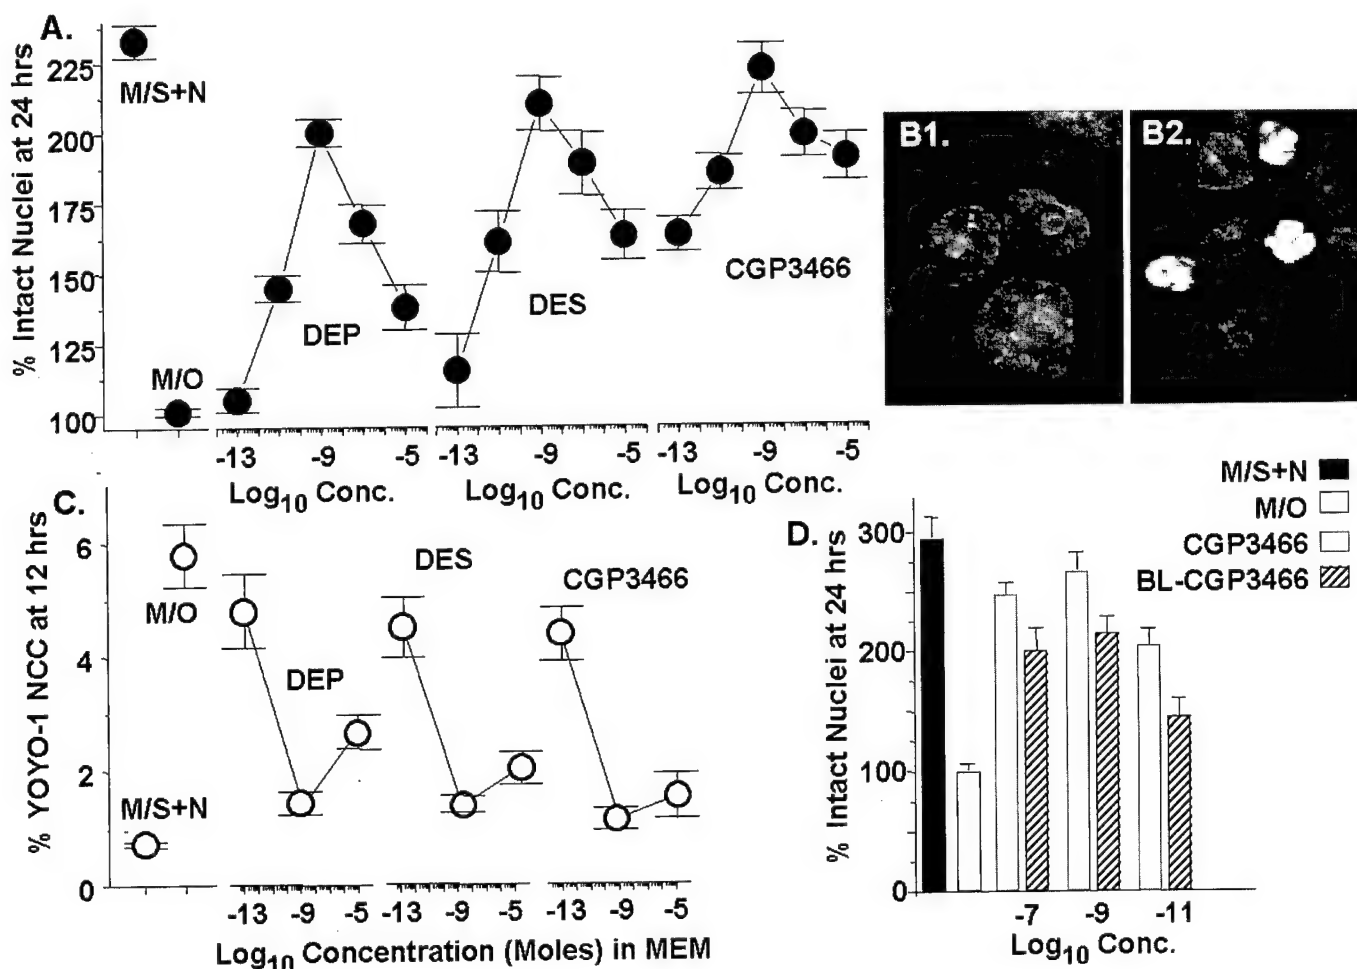 A.
% Intact Nuclei at 24 hrs
225
200
175
150
125
100
M/S+N
M/O
DEP
DES
CGP3466
-13 -9 -5
-13 -9 -5
-13 -9 -5
Log10 Conc.
Log10 Conc.
Log10 Conc.
B1.
B2.
C.
% YOYO-1 NCC at 12 hrs
6
4
2
0
M/O
M/S+N
DEP
DES
CGP3466
-13 -9 -5
-13 -9 -5
-13 -9 -5
Log10 Concentration (Moles) in MEM
D.
M/S+N
M/O
CGP3466
BL-CGP3466
% Intact Nuclei at 24 hrs
300
200
100
0
-7 -9 -11
Log10 Conc.